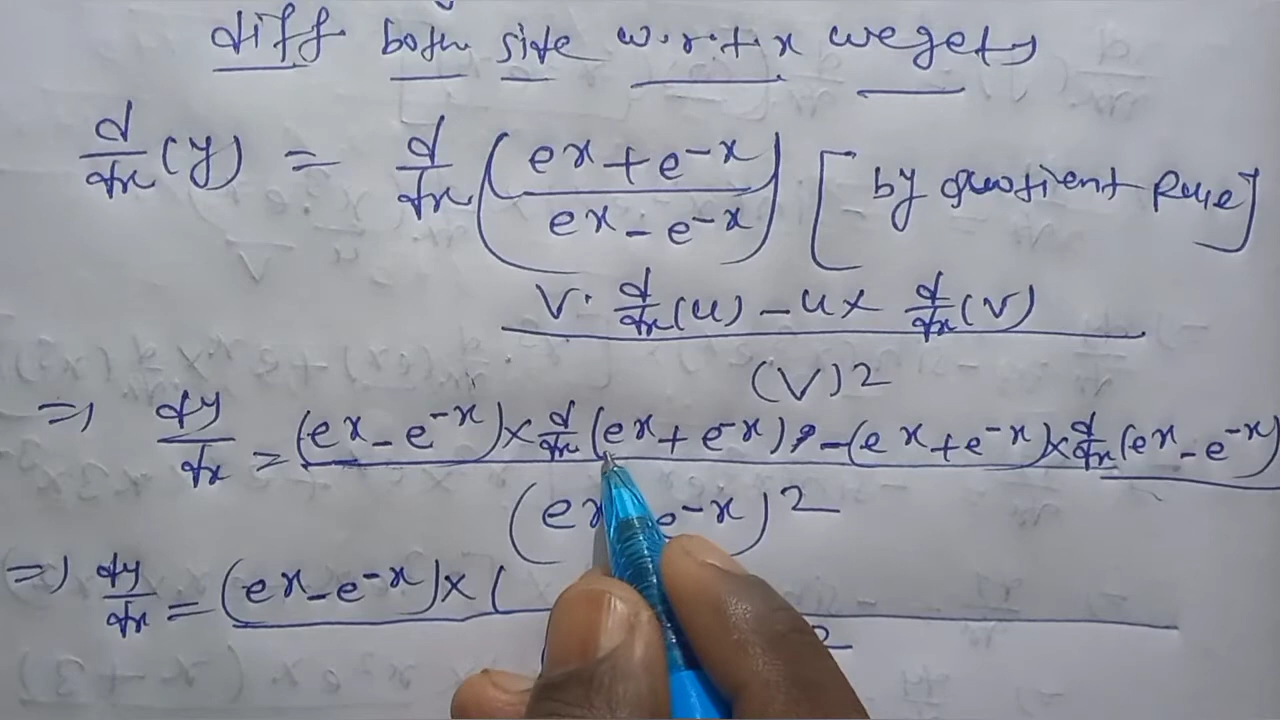 diff both side w.r.t x we get,
d/dx (y) = d/dx ((e^x + e^-x)/(e^x - e^-x)) [by quotient Rule]
V. d/dx (u) - u × d/dx (V)
(V)2
=) dy/dx = (e^x - e^-x) × d/dx (e^x + e^-x) - (e^x + e^-x) × d/dx (e^x - e^-x)
(e^x e^-x)2
=) dy/dx = (e^x - e^-x) × (
2